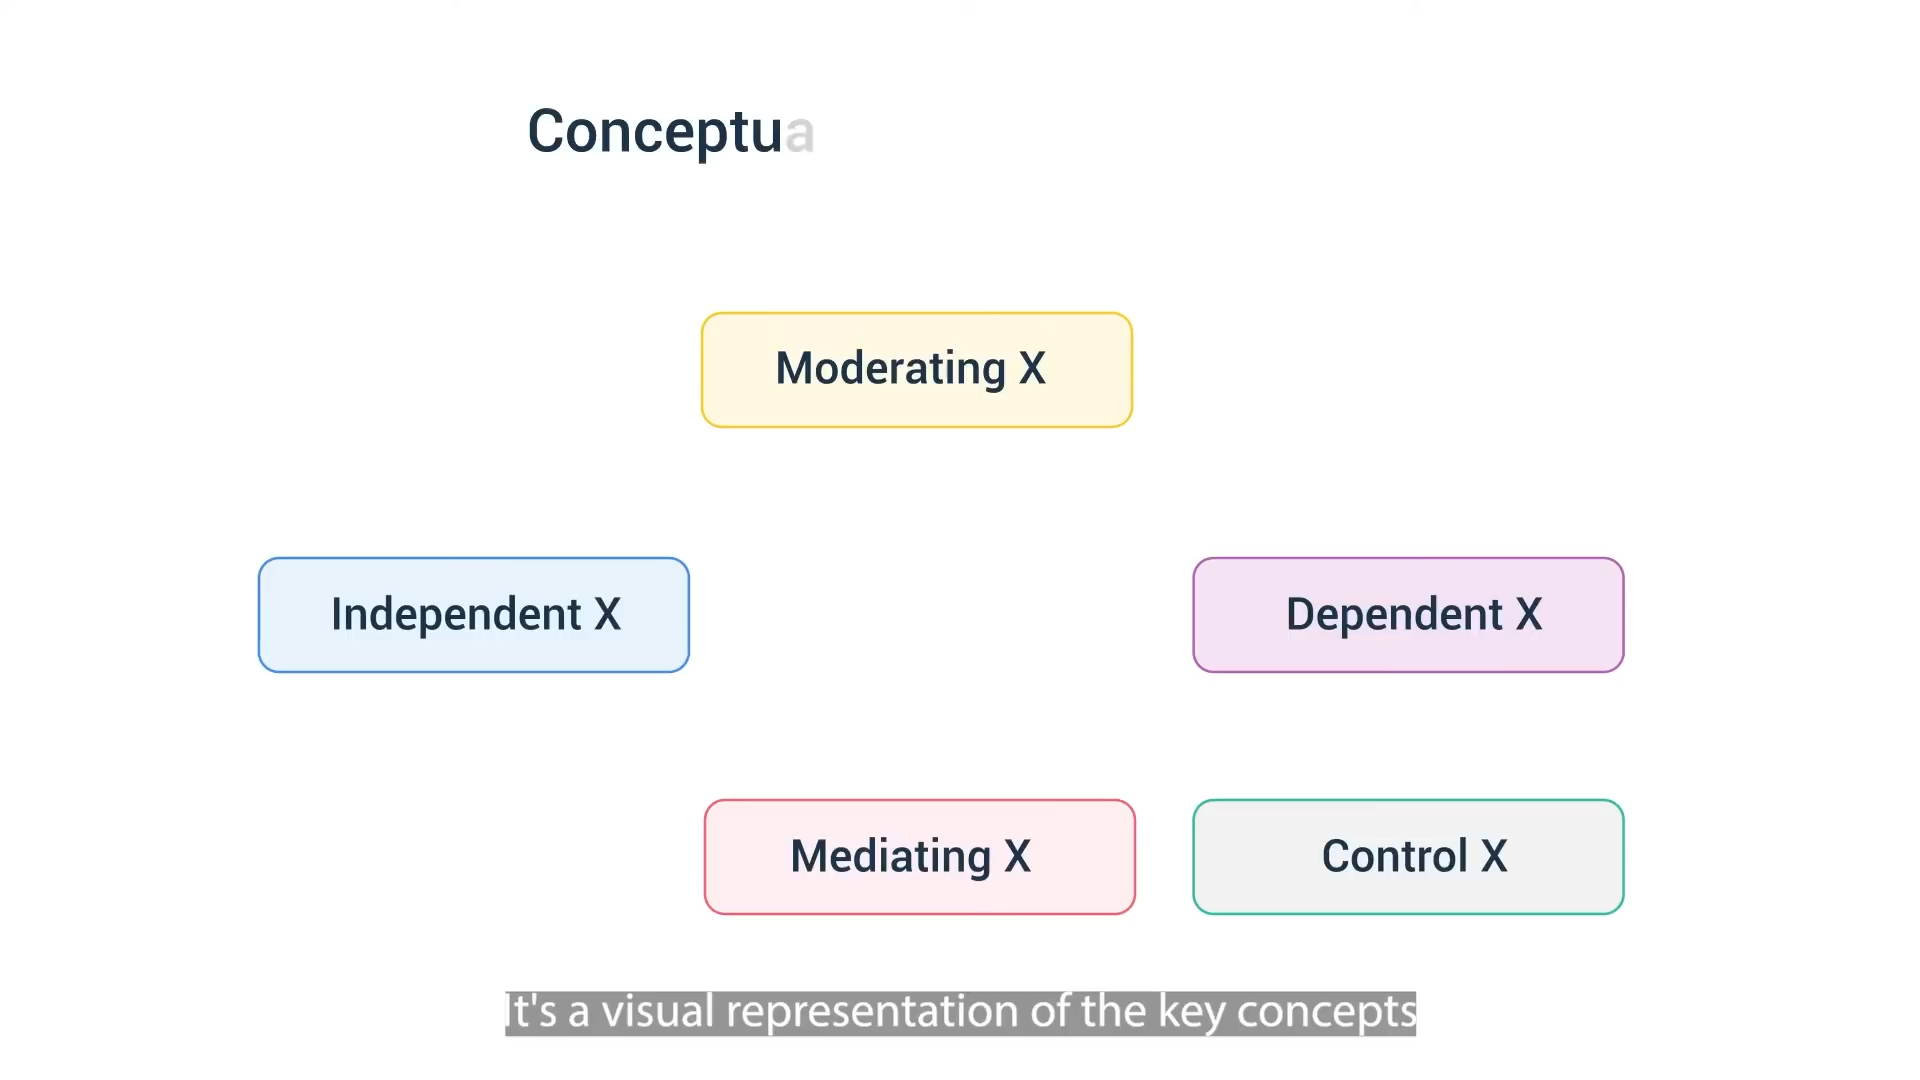 Conceptua
Moderating X
Independent X
Dependent X
Mediating X
Control X
It's a visual representation of the key concepts